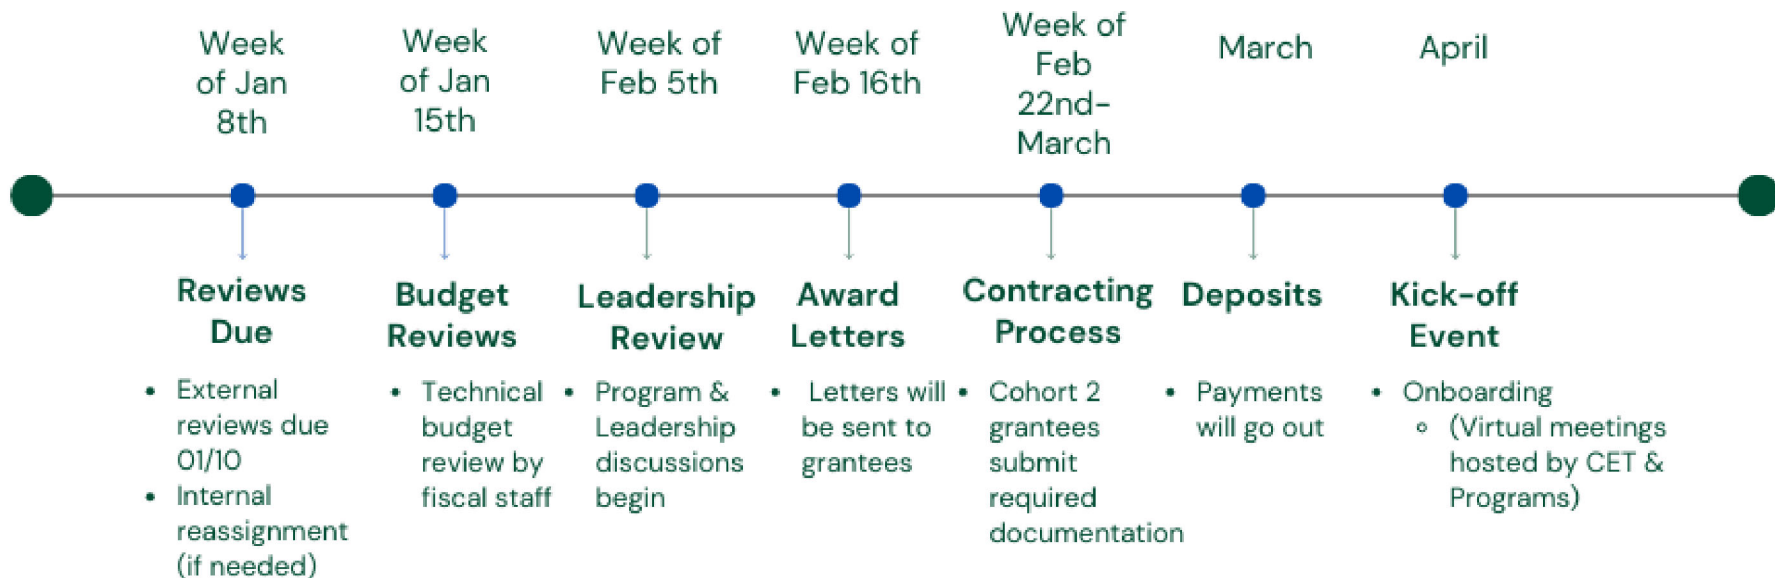 Week
of Jan
8th
Week
of Jan
15th
Week of
Feb 5th
Week of
Feb 16th
Week of
Feb
22nd-
March
March
April
Reviews
Due
• External
reviews due
01/10
• Internal
reassignment
(if needed)
Budget
Reviews
• Technical
budget
review by
fiscal staff
Leadership
Review
• Program &
Leadership
discussions
begin
Award
Letters
• Letters will
be sent to
grantees
Contracting
Process
• Cohort 2
grantees
submit
required
documentation
Deposits
• Payments
will go out
Kick-off
Event
• Onboarding
◦ (Virtual meetings
hosted by CET &
Programs)